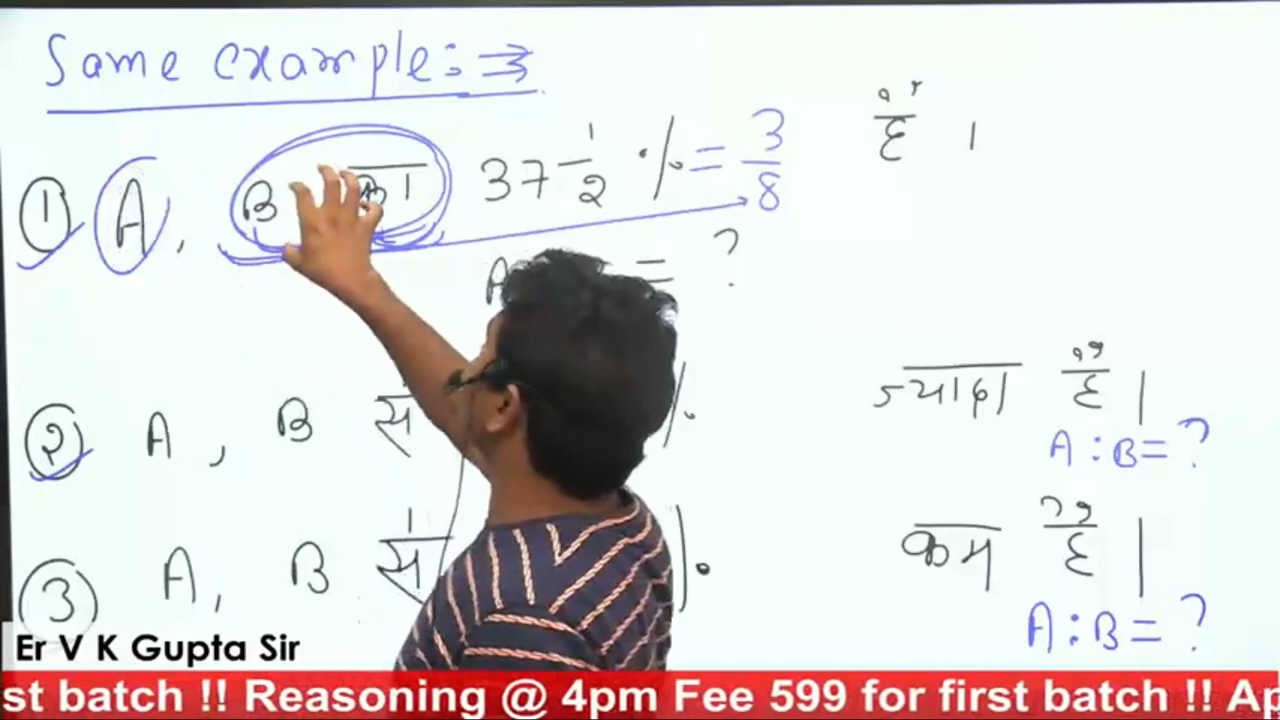 Same example:⇒
① A, B का 37 1/2 % = 3/8 है ।
= ?
② A, B से %. ज्यादा है । A:B= ?
③ A, B से %. कम है । A:B= ?
Er V K Gupta Sir
st batch !! Reasoning @ 4pm Fee 599 for first batch !! Ap